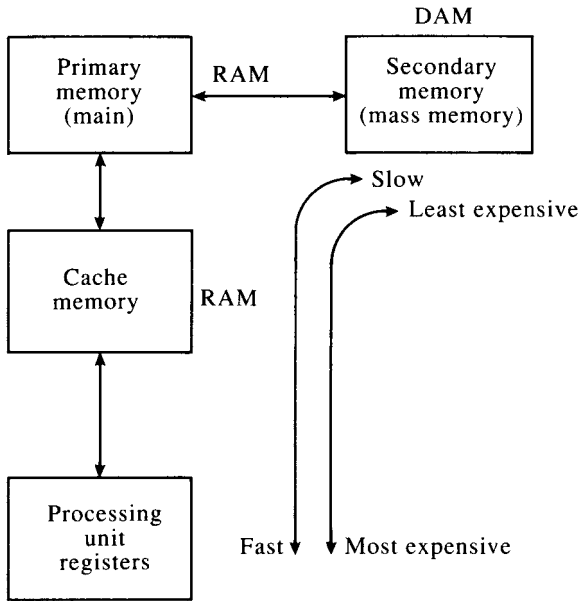 DAM
Primary
memory
(main)
RAM
Secondary
memory
(mass memory)
Slow
Least expensive
Cache
memory
RAM
Processing
unit
registers
Fast
Most expensive